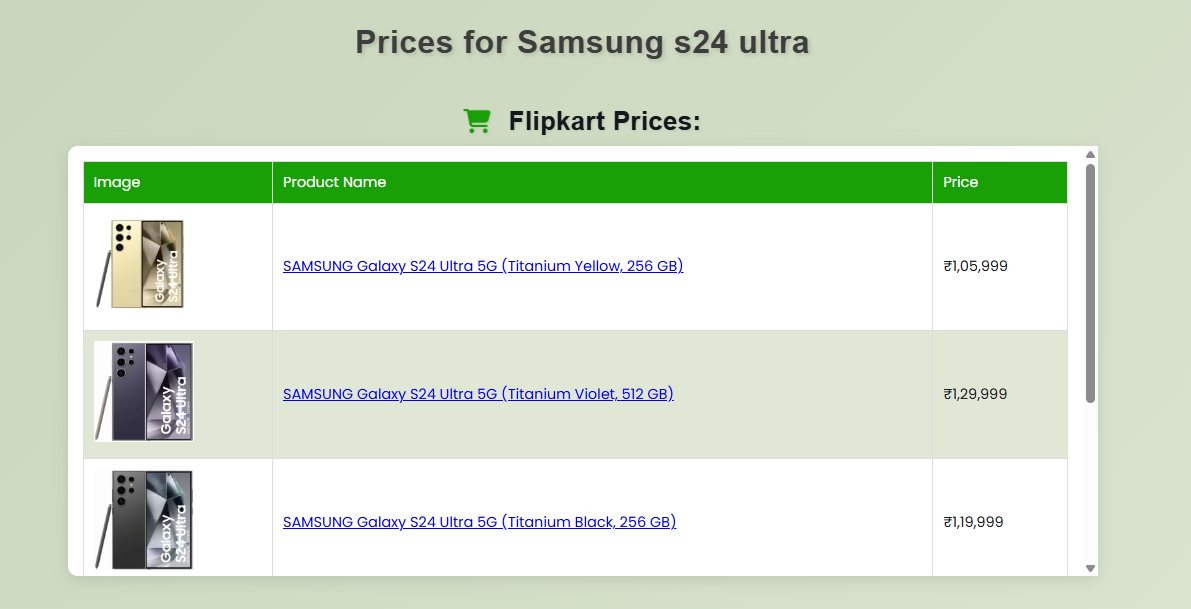 Prices for Samsung s24 ultra
Flipkart Prices:
Image Product Name Price
Galaxy
S24 Ultra
SAMSUNG Galaxy S24 Ultra 5G (Titanium Yellow, 256 GB) ₹1,05,999
Galaxy
S24 Ultra
SAMSUNG Galaxy S24 Ultra 5G (Titanium Violet, 512 GB) ₹1,29,999
Galaxy
S24 Ultra
SAMSUNG Galaxy S24 Ultra 5G (Titanium Black, 256 GB) ₹1,19,999